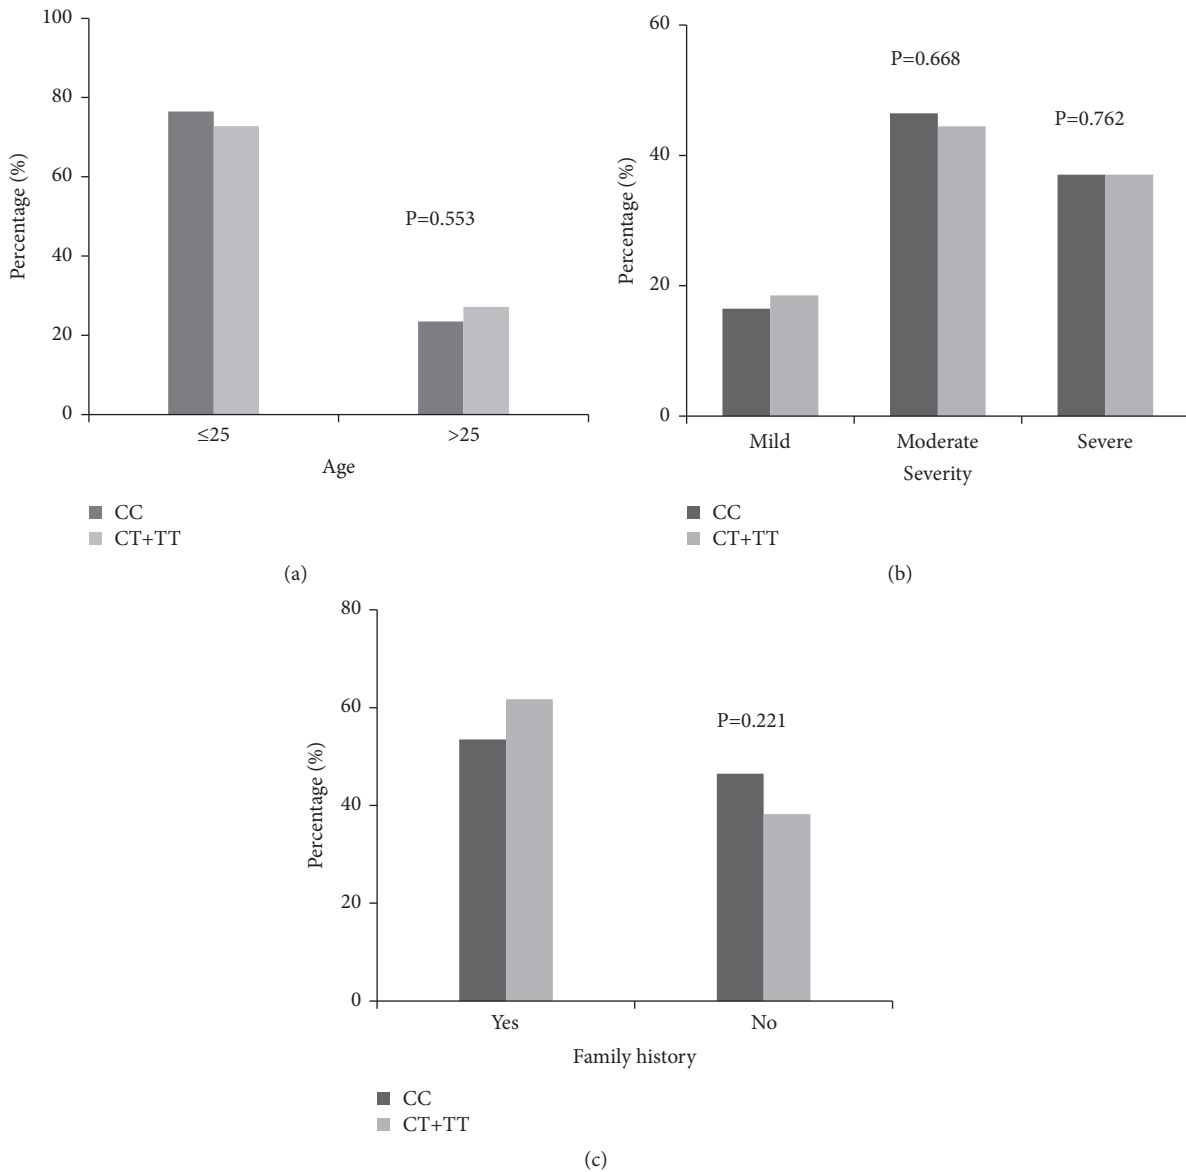 100
80
60
40
20
0
Percentage (%)
P=0.553
≤25
>25
Age
CC
CT+TT
(a)
60
40
20
0
Percentage (%)
P=0.668
P=0.762
Mild
Moderate
Severe
Severity
CC
CT+TT
(b)
80
60
40
20
0
Percentage (%)
P=0.221
Yes
No
Family history
CC
CT+TT
(c)